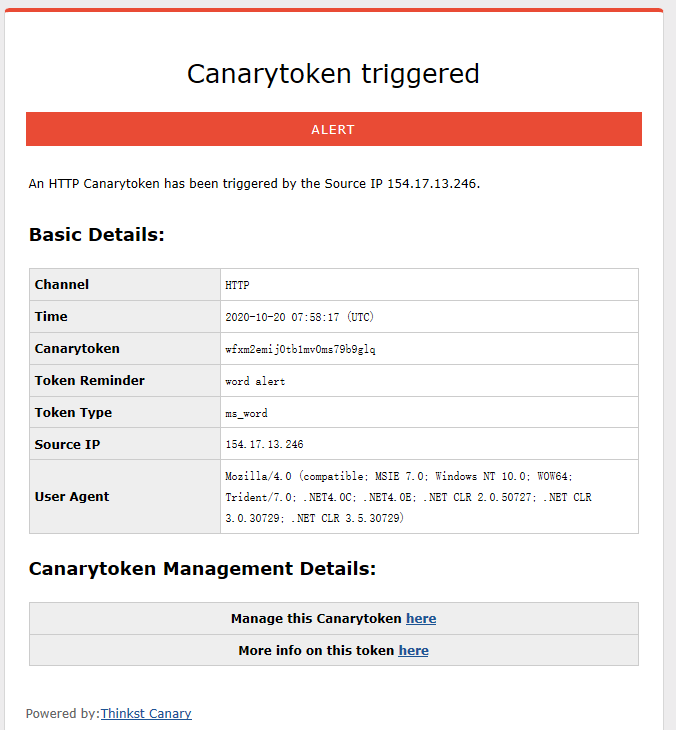 Canarytoken triggered
ALERT
An HTTP Canarytoken has been triggered by the Source IP 154.17.13.246.
Basic Details:
Channel HTTP
Time 2020-10-20 07:58:17 (UTC)
Canarytoken wfxm2emij0tb1mv0ms79b9glq
Token Reminder word alert
Token Type ms_word
Source IP 154.17.13.246
Mozilla/4.0 (compatible; MSIE 7.0; Windows NT 10.0; WOW64;
User Agent Trident/7.0; .NET4.0C; .NET4.0E; .NET CLR 2.0.50727; .NET CLR
3.0.30729; .NET CLR 3.5.30729)
Canarytoken Management Details:
Manage this Canarytoken here
More info on this token here
Powered by:Thinkst Canary